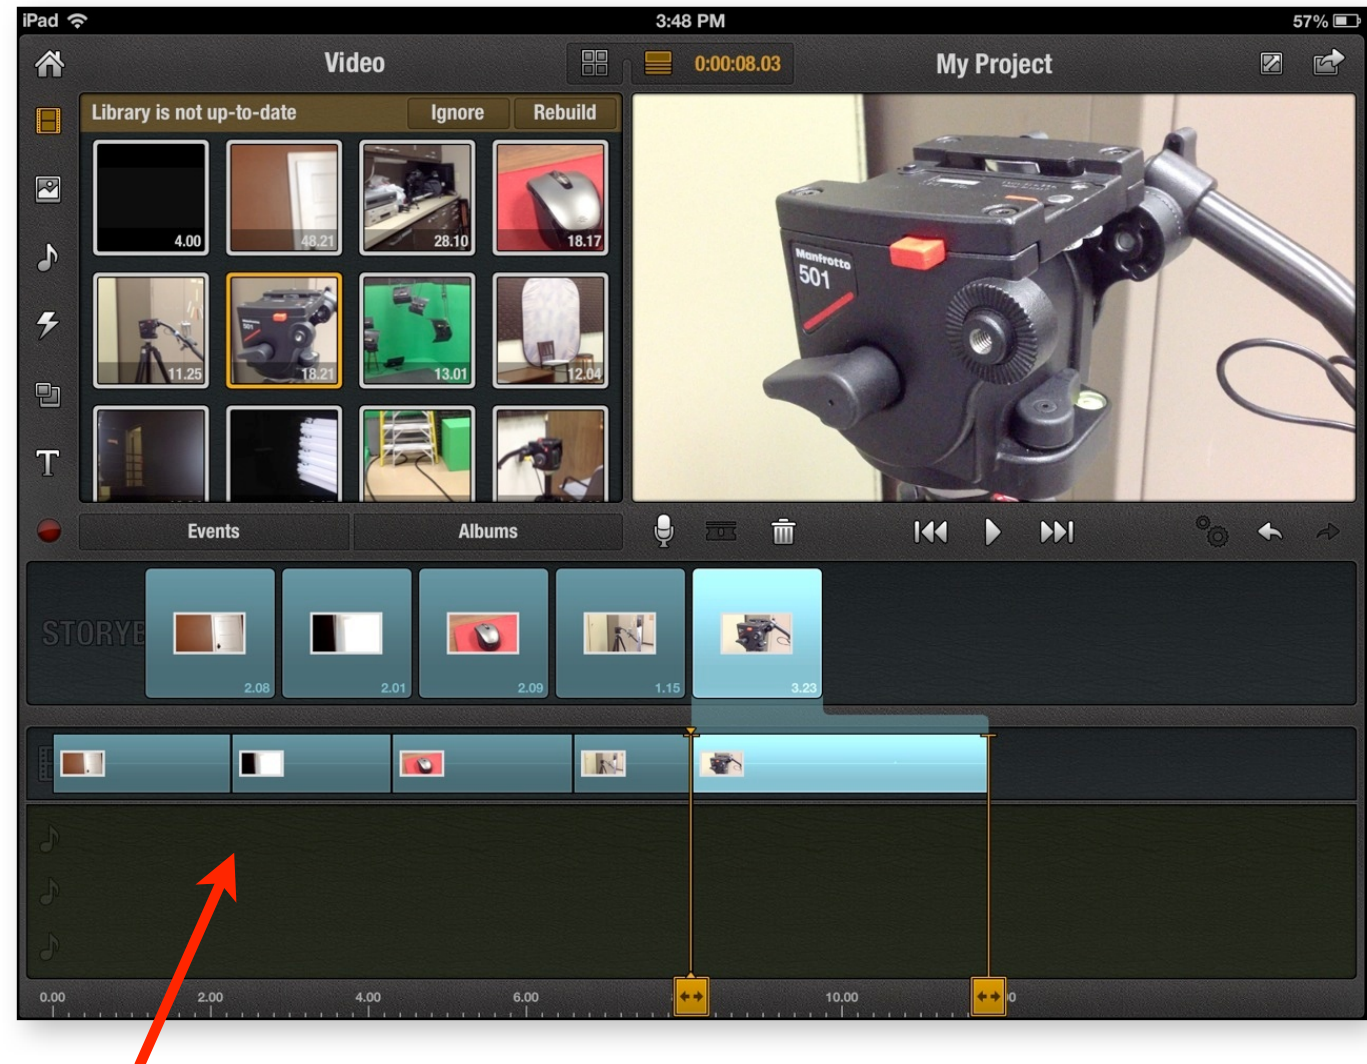 iPad 3:48 PM 57%
Video 0:00:08.03 My Project
Library is not up-to-date Ignore Rebuild
4.00 48.21 28.10 18.17
Manfrotto
501
11.25 18.21 13.01 12.04
T
Events Albums
STORYB
2.08 2.01 2.09 1.15 3.23
0.00 2.00 4.00 6.00 10.00